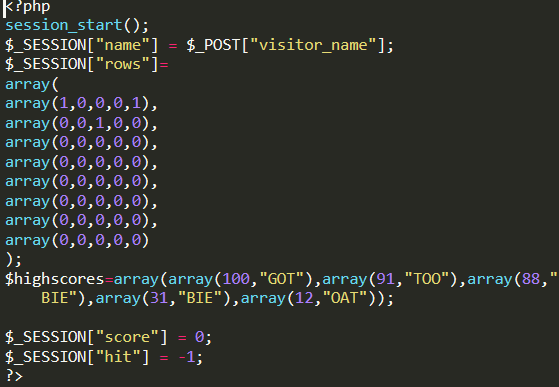 <?php
session_start();
$_SESSION["name"] = $_POST["visitor_name"];
$_SESSION["rows"]=
array(
array(1,0,0,0,1),
array(0,0,1,0,0),
array(0,0,0,0,0),
array(0,0,0,0,0),
array(0,0,0,0,0),
array(0,0,0,0,0),
array(0,0,0,0,0),
array(0,0,0,0,0)
);
$highscores=array(array(100,"GOT"),array(91,"TOO"),array(88,"
BIE"),array(31,"BIE"),array(12,"OAT"));
$_SESSION["score"] = 0;
$_SESSION["hit"] = -1;
?>